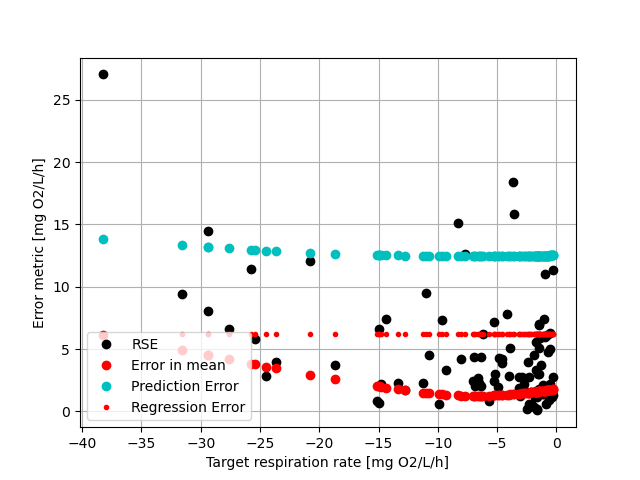 25
20
15
10
5
0
Error metric [mg O2/L/h]
RSE
Error in mean
Prediction Error
Regression Error
−40 −35 −30 −25 −20 −15 −10 −5 0
Target respiration rate [mg O2/L/h]